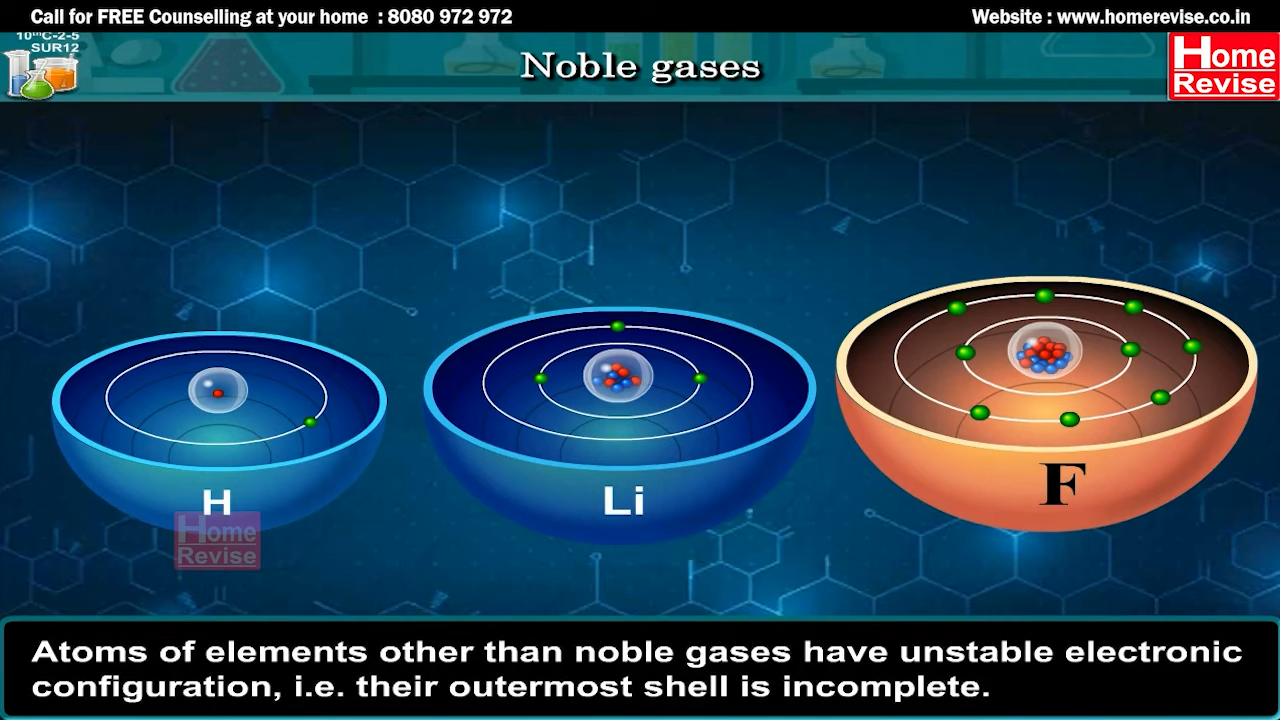 Call for FREE Counselling at your home : 8080 972 972
Website : www.homerevise.co.in
10thC-2-5
SUR12
Noble gases
Home
Revise
H
Li
F
Home
Revise
Atoms of elements other than noble gases have unstable electronic
configuration, i.e. their outermost shell is incomplete.